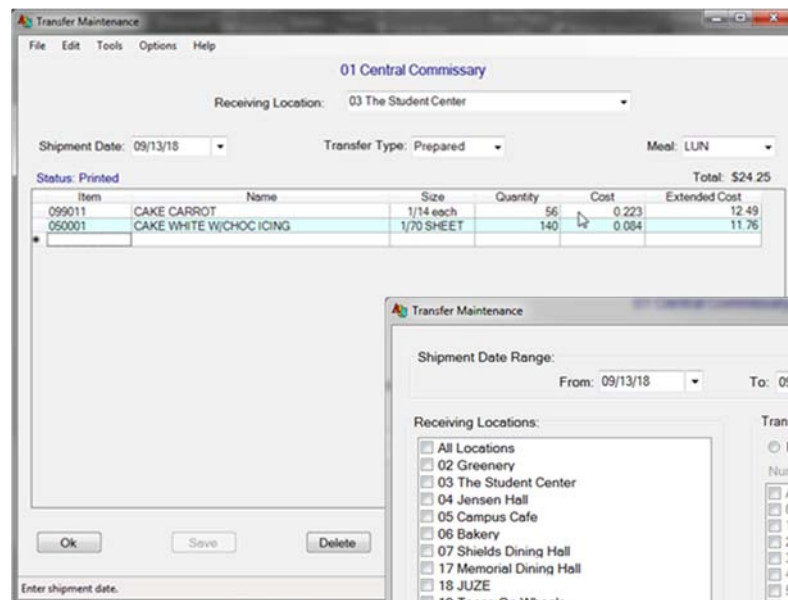 Transfer Maintenance
File Edit Tools Options Help
01 Central Commissary
Receiving Location: 03 The Student Center
Shipment Date: 09/13/18 Transfer Type: Prepared Meal: LUN
Status: Printed Total: $24.25
Item Name Size Quantity Cost Extended Cost
099011 CAKE CARROT 1/14 each 56 0.223 12.49
050001 CAKE WHITE W/CHOC ICING 1/70 SHEET 140 0.084 11.76
Transfer Maintenance
Shipment Date Range:
From: 09/13/18 To:
Receiving Locations:
All Locations
02 Greenery
03 The Student Center
04 Jensen Hall
05 Campus Cafe
06 Bakery
07 Shields Dining Hall
17 Memorial Dining Hall
18 JUZE
Ok Save Delete
Enter shipment date.